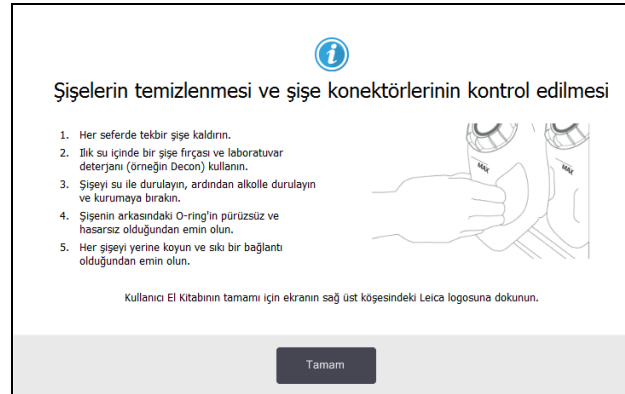 Şişelerin temizlenmesi ve şişe konektörlerinin kontrol edilmesi
1. Her seferde tekbir şişe kaldırın.
2. Ilık su içinde bir şişe fırçası ve laboratuvar
deterjanı (örneğin Decon) kullanın.
3. Şişeyi su ile durulayın, ardından alkolle durulayın
ve kurumaya bırakın.
4. Şişenin arkasındaki O-ring'in pürüzsüz ve
hasarsız olduğundan emin olun.
5. Her şişeyi yerine koyun ve sıkı bir bağlantı
olduğundan emin olun.
MAX
MAX
Kullanıcı El Kitabının tamamı için ekranın sağ üst köşesindeki Leica logosuna dokunun.
Tamam